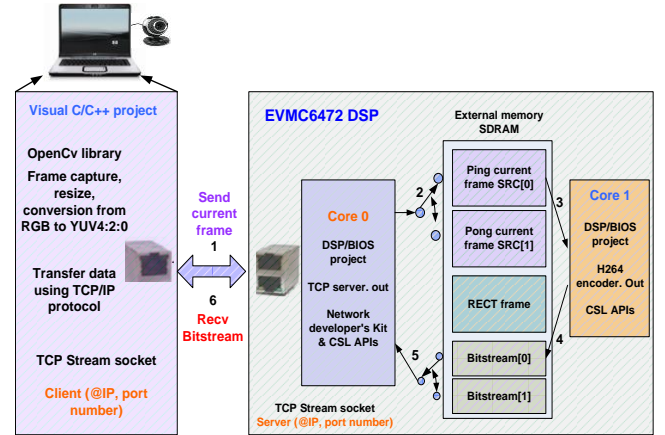 Visual C/C++ project
OpenCv library
Frame capture,
resize,
conversion from
RGB to YUV4:2:0
Transfer data
using TCP/IP
protocol
TCP Stream socket
Client (@IP, port
number)
Send
current
frame
1
6
Recv
Bitstream
EVMC6472 DSP
Core 0
DSP/BIOS
project
TCP server. out
Network
developer's Kit
& CSL APIs
TCP Stream socket
Server (@IP, port number)
2
5
External memory
SDRAM
Ping current
frame SRC[0]
Pong current
frame SRC[1]
RECT frame
Bitstream[0]
Bitstream[1]
3
4
Core 1
DSP/BIOS
project
H264
encoder. Out
CSL APIs